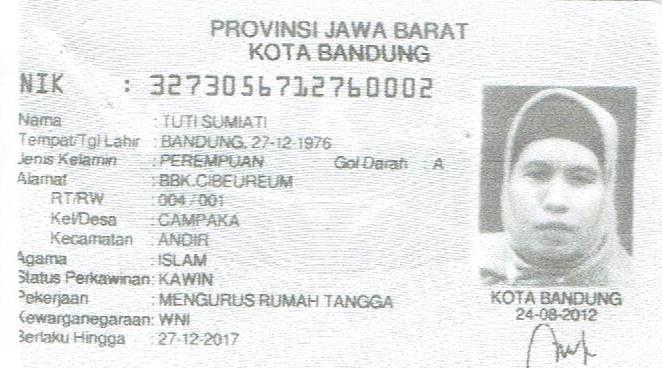 PROVINSI JAWA BARAT
KOTA BANDUNG
NIK : 3273056712760002
Nama : TUTI SUMIATI
Tempat/Tgl Lahir : BANDUNG, 27-12-1976
Jenis Kelamin : PEREMPUAN Gol Darah : A
Alamat : BBK.CIBEUREUM
RT/RW : 004 / 001
Kel/Desa : CAMPAKA
Kecamatan : ANDIR
Agama : ISLAM
Status Perkawinan: KAWIN
Pekerjaan : MENGURUS RUMAH TANGGA
Kewarganegaraan: WNI
Berlaku Hingga : 27-12-2017
KOTA BANDUNG
24-08-2012